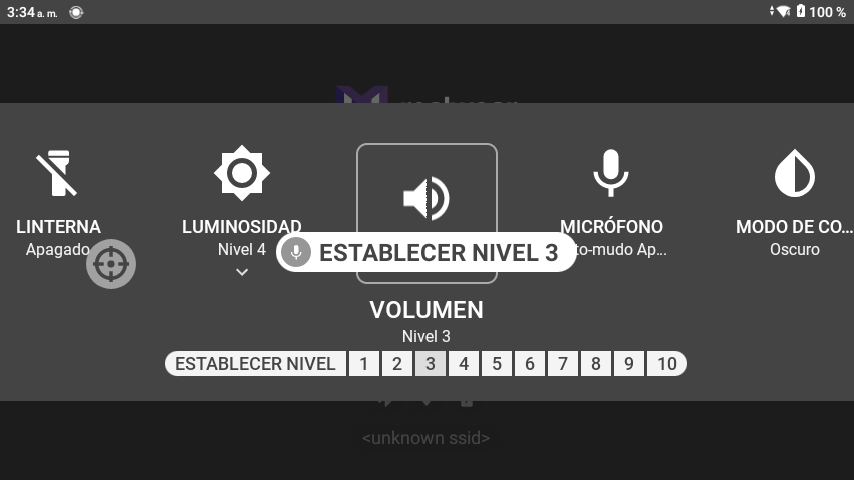 3:34 a. m.
100 %
LINTERNA
Apagado
LUMINOSIDAD
Nivel 4
MICRÓFONO
to-mudo Ap...
MODO DE CO...
Oscuro
ESTABLECER NIVEL 3
VOLUMEN
Nivel 3
ESTABLECER NIVEL 1 2 3 4 5 6 7 8 9 10
<unknown ssid>